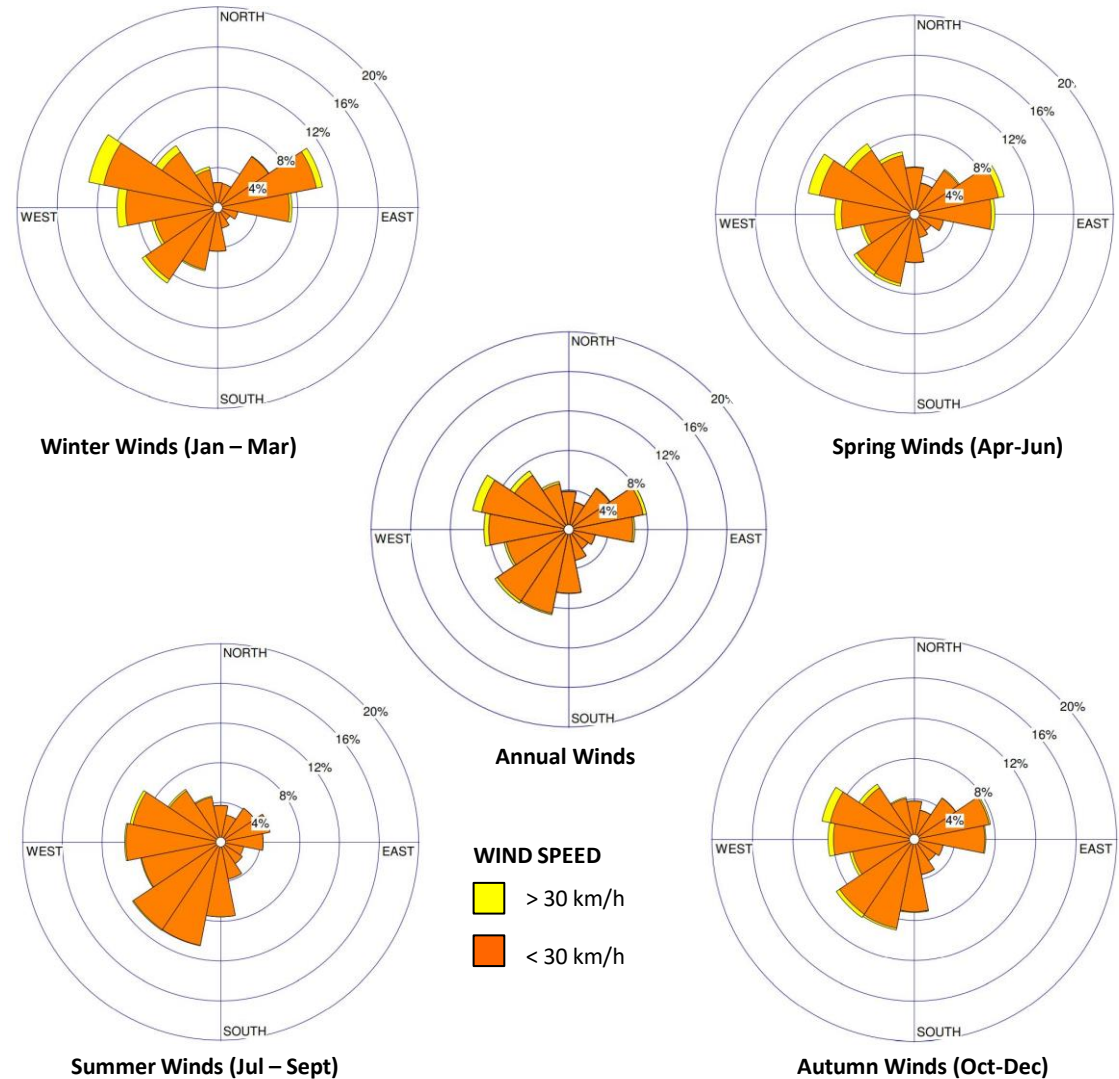 NORTH
20%
16%
12%
8%
4%
WEST
EAST
SOUTH
Winter Winds (Jan – Mar)
NORTH
20%
16%
12%
8%
4%
WEST
EAST
SOUTH
Spring Winds (Apr-Jun)
NORTH
20%
16%
12%
8%
4%
WEST
EAST
SOUTH
Annual Winds
NORTH
20%
16%
12%
8%
4%
WEST
EAST
SOUTH
Summer Winds (Jul – Sept)
WIND SPEED
> 30 km/h
< 30 km/h
NORTH
20%
16%
12%
8%
4%
WEST
EAST
SOUTH
Autumn Winds (Oct-Dec)